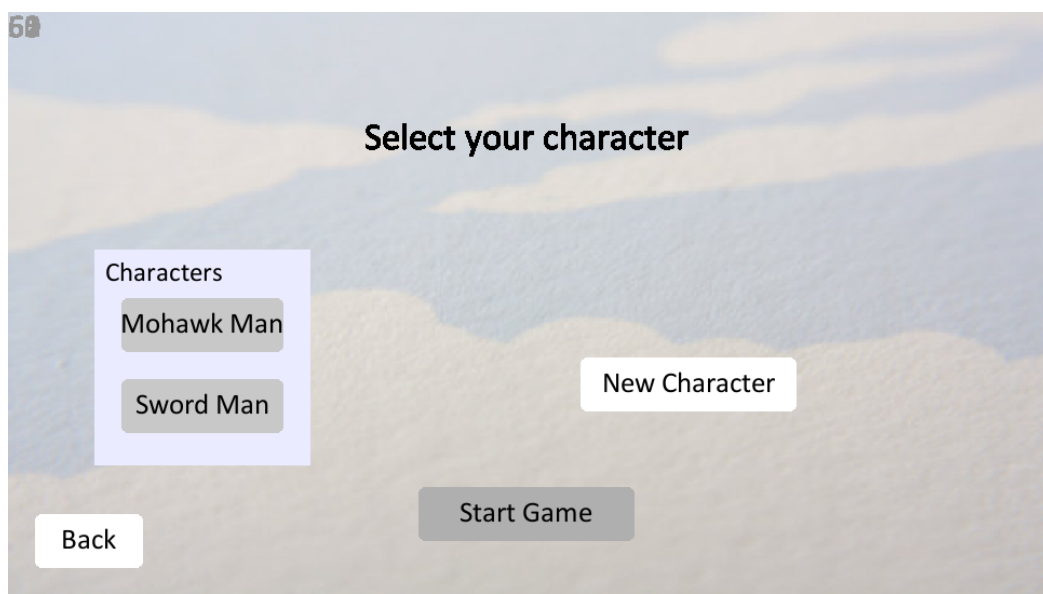 Select your character
Characters
Mohawk Man
Sword Man
New Character
Start Game
Back